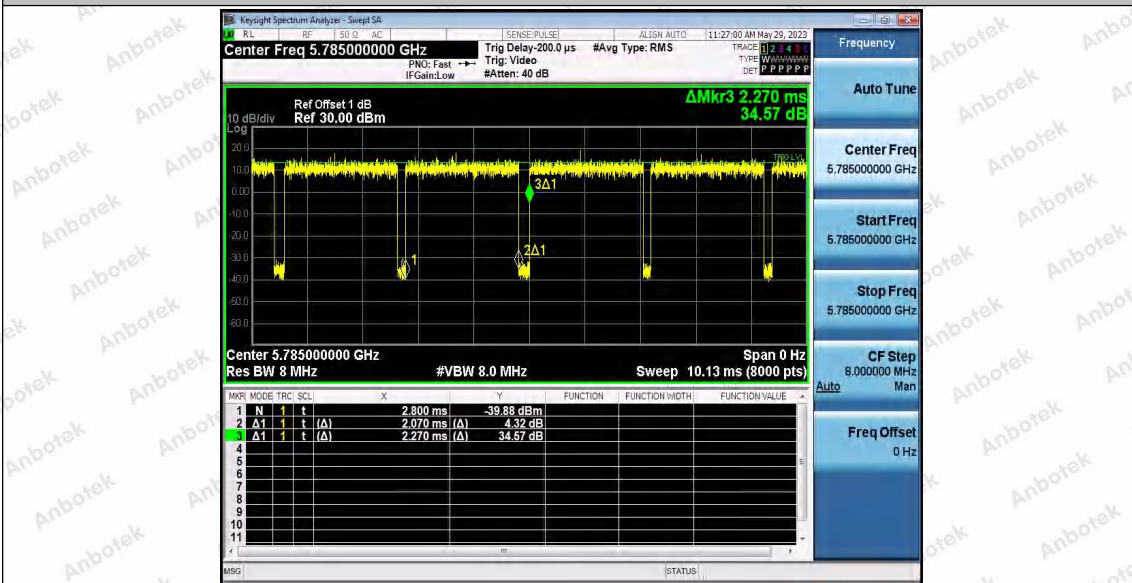 Keysight Spectrum Analyzer - Swept SA
RL RF 50 Ω AC SENSE:PULSE ALIGN AUTO 11:27:00 AM May 29, 2023
Center Freq 5.785000000 GHz
PNO: Fast
IFGain:Low
Trig Delay-200.0 µs
Trig: Video
#Atten: 40 dB
#Avg Type: RMS
TRACE 1 2 3 4 5 6
TYPE WWWWWW
DET P P P P P P
ΔMkr3 2.270 ms
34.57 dB
Ref Offset 1 dB
10 dB/div Ref 30.00 dBm
Log
20.0
10.0
0.00
-10.0
-20.0
-30.0
-40.0
-50.0
-60.0
TRIG LVL
3Δ1
2Δ1
1
Center 5.785000000 GHz Span 0 Hz
Res BW 8 MHz #VBW 8.0 MHz Sweep 10.13 ms (8000 pts)
MKR MODE TRC SCL X Y FUNCTION FUNCTION WIDTH FUNCTION VALUE
1 N 1 t 2.800 ms -39.88 dBm
2 Δ1 1 t (Δ) 2.070 ms (Δ) 4.32 dB
3 Δ1 1 t (Δ) 2.270 ms (Δ) 34.57 dB
4
5
6
7
8
9
10
11
MSG STATUS
Frequency
Auto Tune
Center Freq
5.785000000 GHz
Start Freq
5.785000000 GHz
Stop Freq
5.785000000 GHz
CF Step
8.000000 MHz
Auto Man
Freq Offset
0 Hz
Anbotek